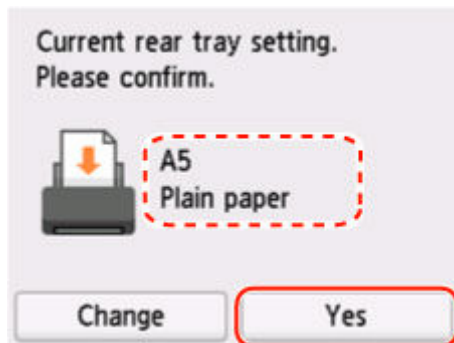 Current rear tray setting.
Please confirm.
A5
Plain paper
Change
Yes